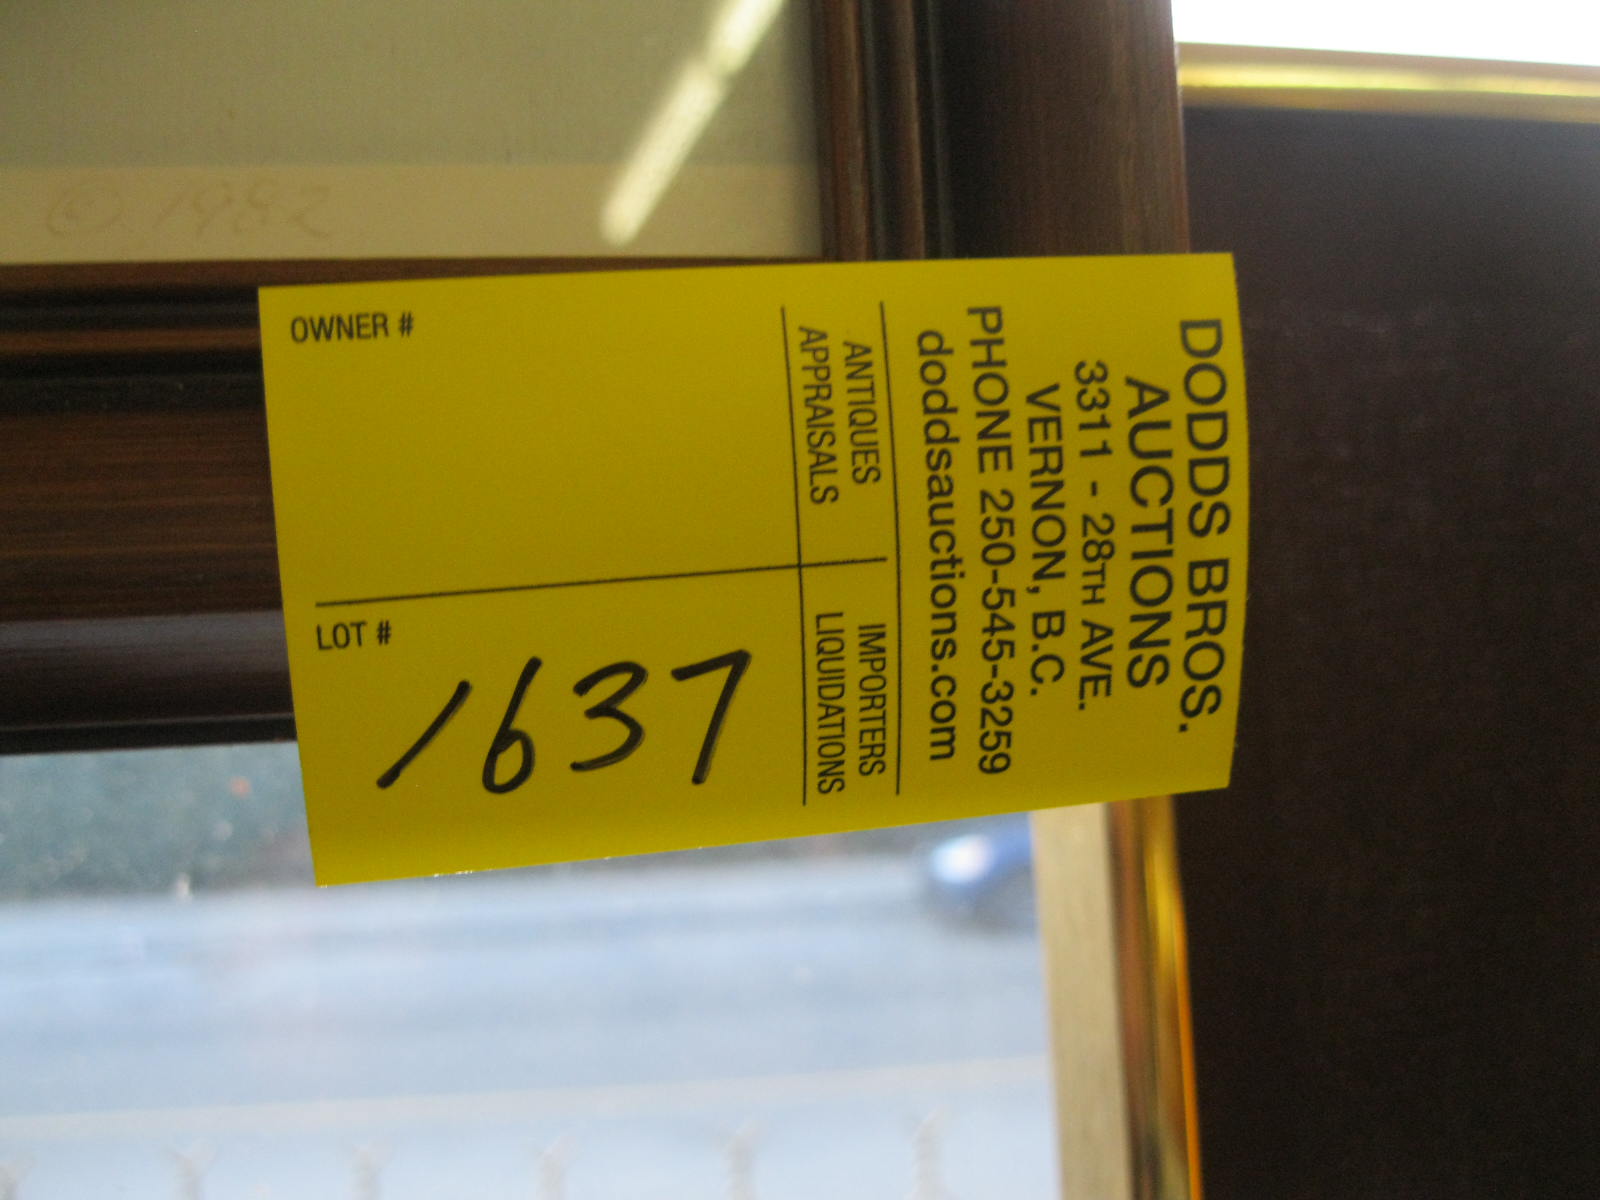 © 1982
DODDS BROS.
AUCTIONS
3311 - 28TH AVE.
VERNON, B.C.
PHONE 250-545-3259
doddsauctions.com
ANTIQUES
APPRAISALS
IMPORTERS
LIQUIDATIONS
OWNER #
LOT #
1637